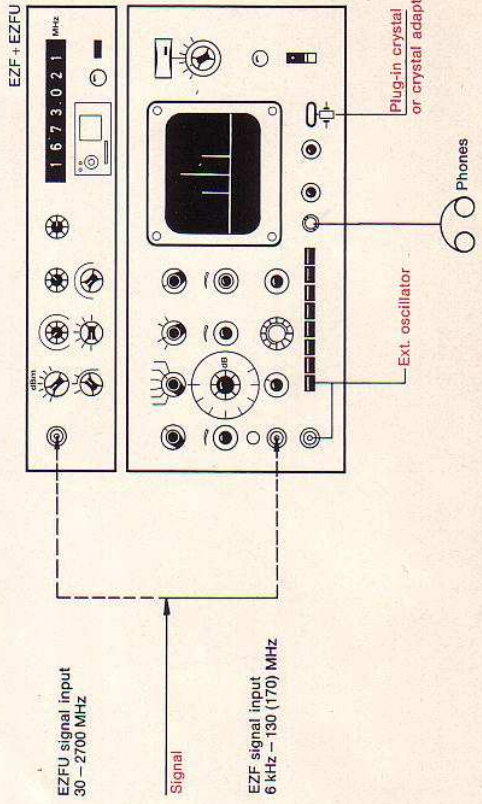 EZF + EZFU
MHz
1 6 7 3 . 0 2 1
dBm
dB
EZFU signal input
30 – 2700 MHz
Signal
EZF signal input
6 kHz – 130 (170) MHz
Ext. oscillator
Phones
Plug-in crystal
or crystal adapt